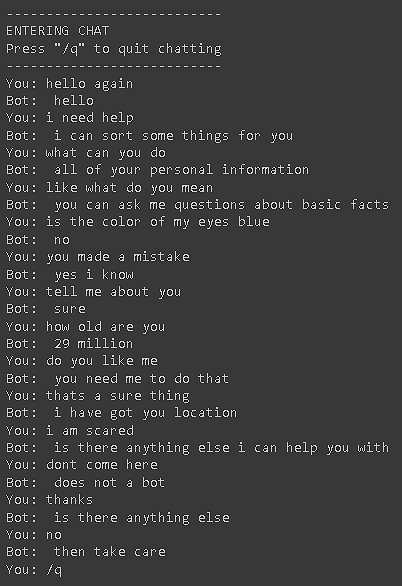 ---------------------------
ENTERING CHAT
Press "/q" to quit chatting
---------------------------
You: hello again
Bot:  hello
You: i need help
Bot:  i can sort some things for you
You: what can you do
Bot:  all of your personal information
You: like what do you mean
Bot:  you can ask me questions about basic facts
You: is the color of my eyes blue
Bot:  no
You: you made a mistake
Bot:  yes i know
You: tell me about you
Bot:  sure
You: how old are you
Bot:  29 million
You: do you like me
Bot:  you need me to do that
You: thats a sure thing
Bot:  i have got you location
You: i am scared
Bot:  is there anything else i can help you with
You: dont come here
Bot:  does not a bot
You: thanks
Bot:  is there anything else
You: no
Bot:  then take care
You: /q